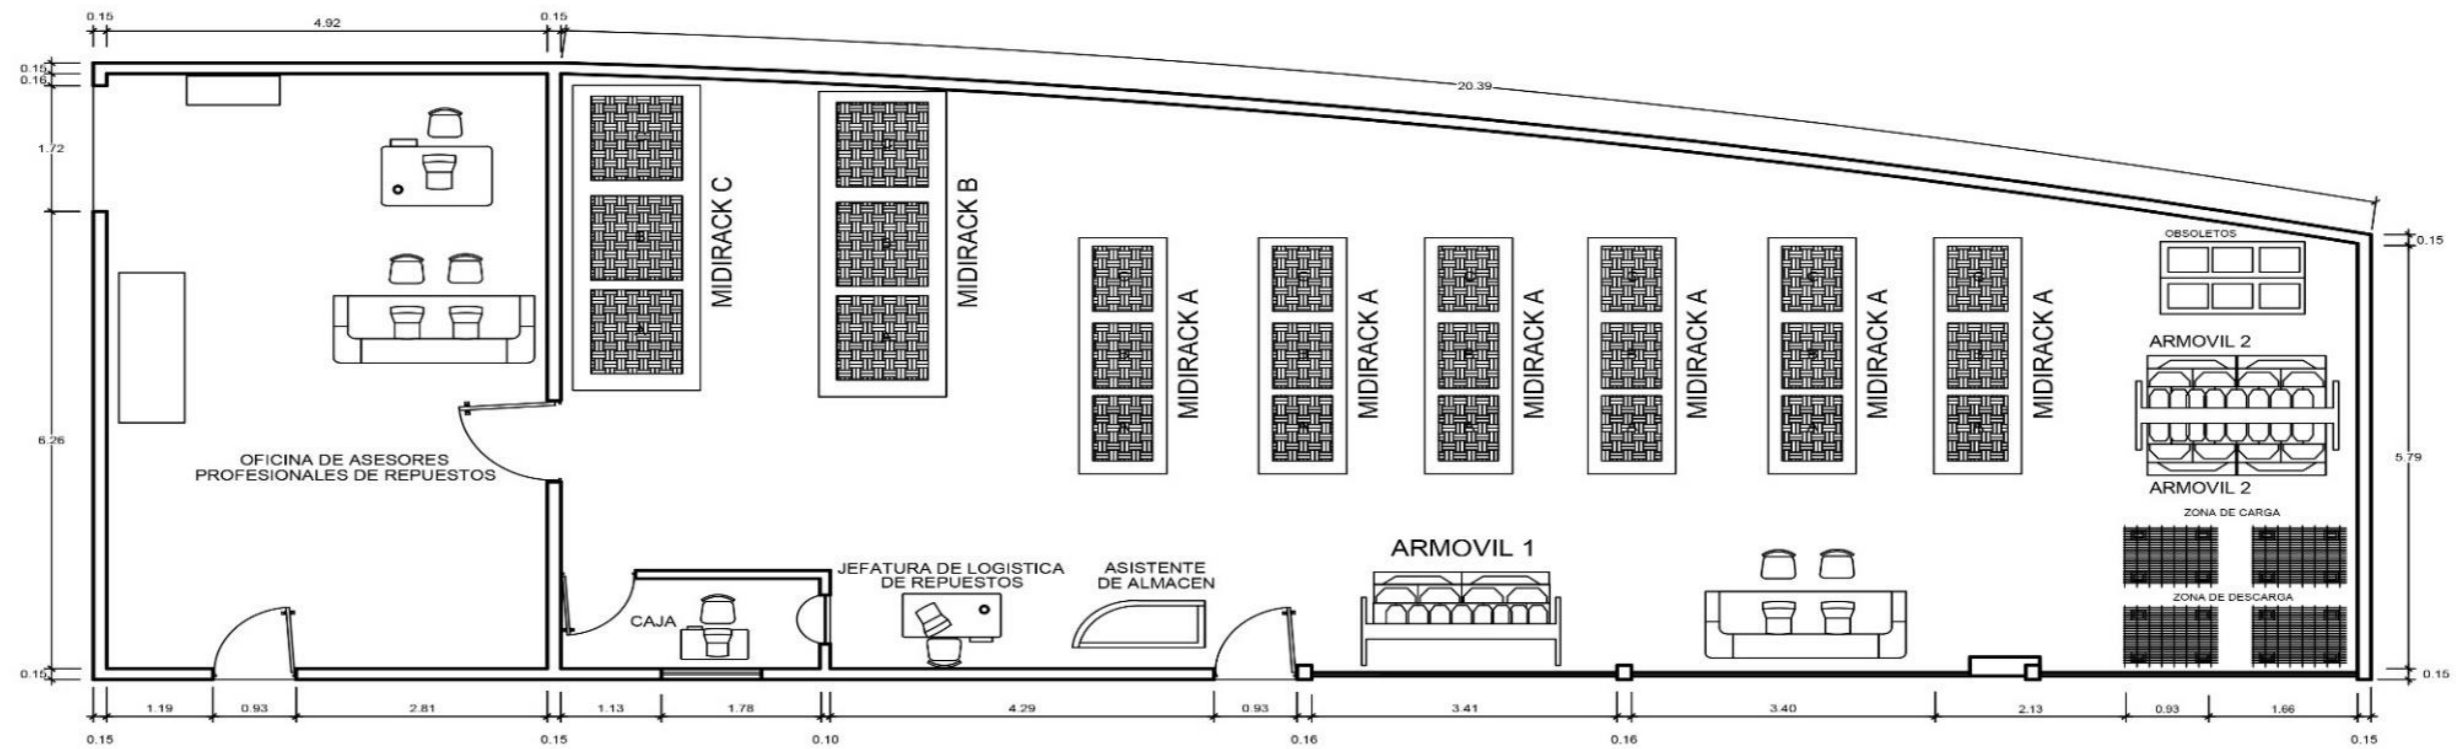 0.15
4.92
0.15
20.39
0.15
0.16
1.72
6.26
0.15
MIDIRACK C
MIDIRACK B
C
B
A
C
B
A
C
B
A
C
B
A
C
B
A
C
B
A
MIDIRACK A
MIDIRACK A
MIDIRACK A
MIDIRACK A
MIDIRACK A
MIDIRACK A
OBSOLETOS
0.15
ARMOVIL 2
5.79
ARMOVIL 2
ZONA DE CARGA
ZONA DE DESCARGA
0.15
OFICINA DE ASESORES
PROFESIONALES DE REPUESTOS
CAJA
JEFATURA DE LOGISTICA
DE REPUESTOS
ASISTENTE
DE ALMACEN
ARMOVIL 1
1.19
0.93
2.81
1.13
1.78
4.29
0.93
3.41
3.40
2.13
0.93
1.66
0.15
0.15
0.10
0.16
0.16
0.15